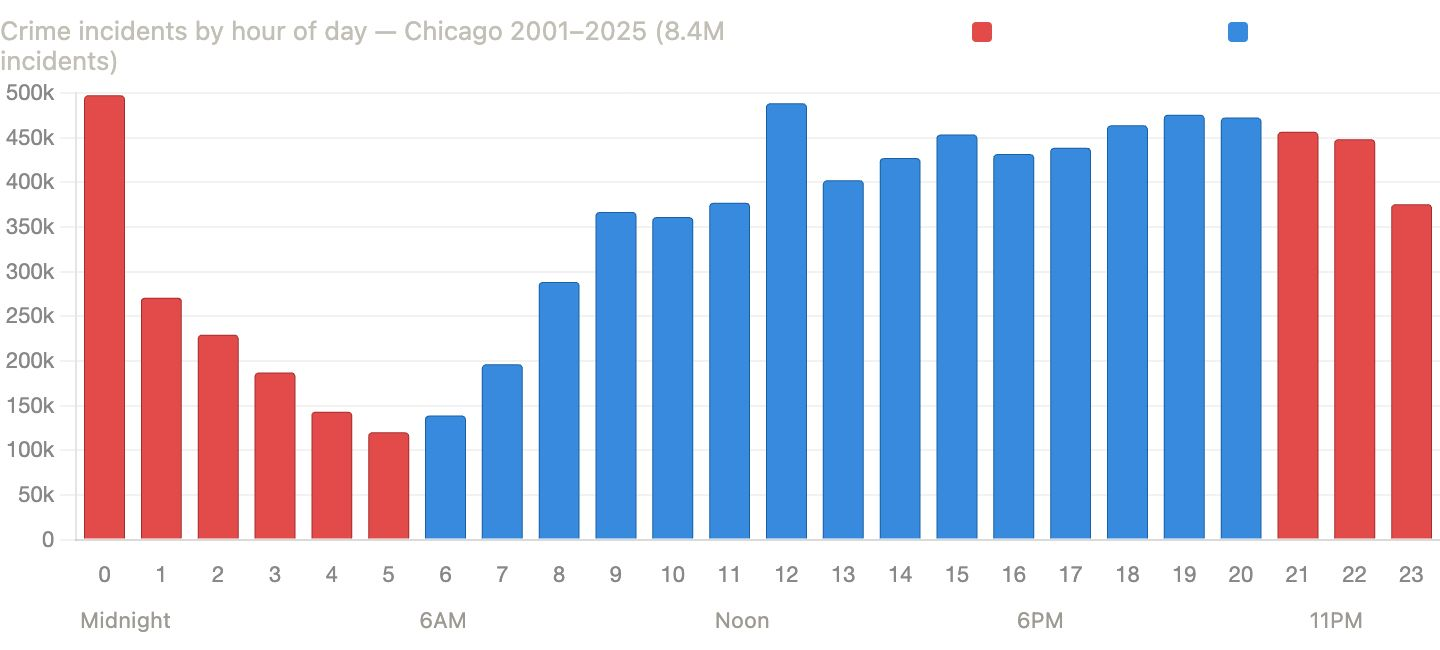 Crime incidents by hour of day — Chicago 2001–2025 (8.4M
incidents)
500k
450k
400k
350k
300k
250k
200k
150k
100k
50k
0
0 1 2 3 4 5 6 7 8 9 10 11 12 13 14 15 16 17 18 19 20 21 22 23
Midnight 6AM Noon 6PM 11PM